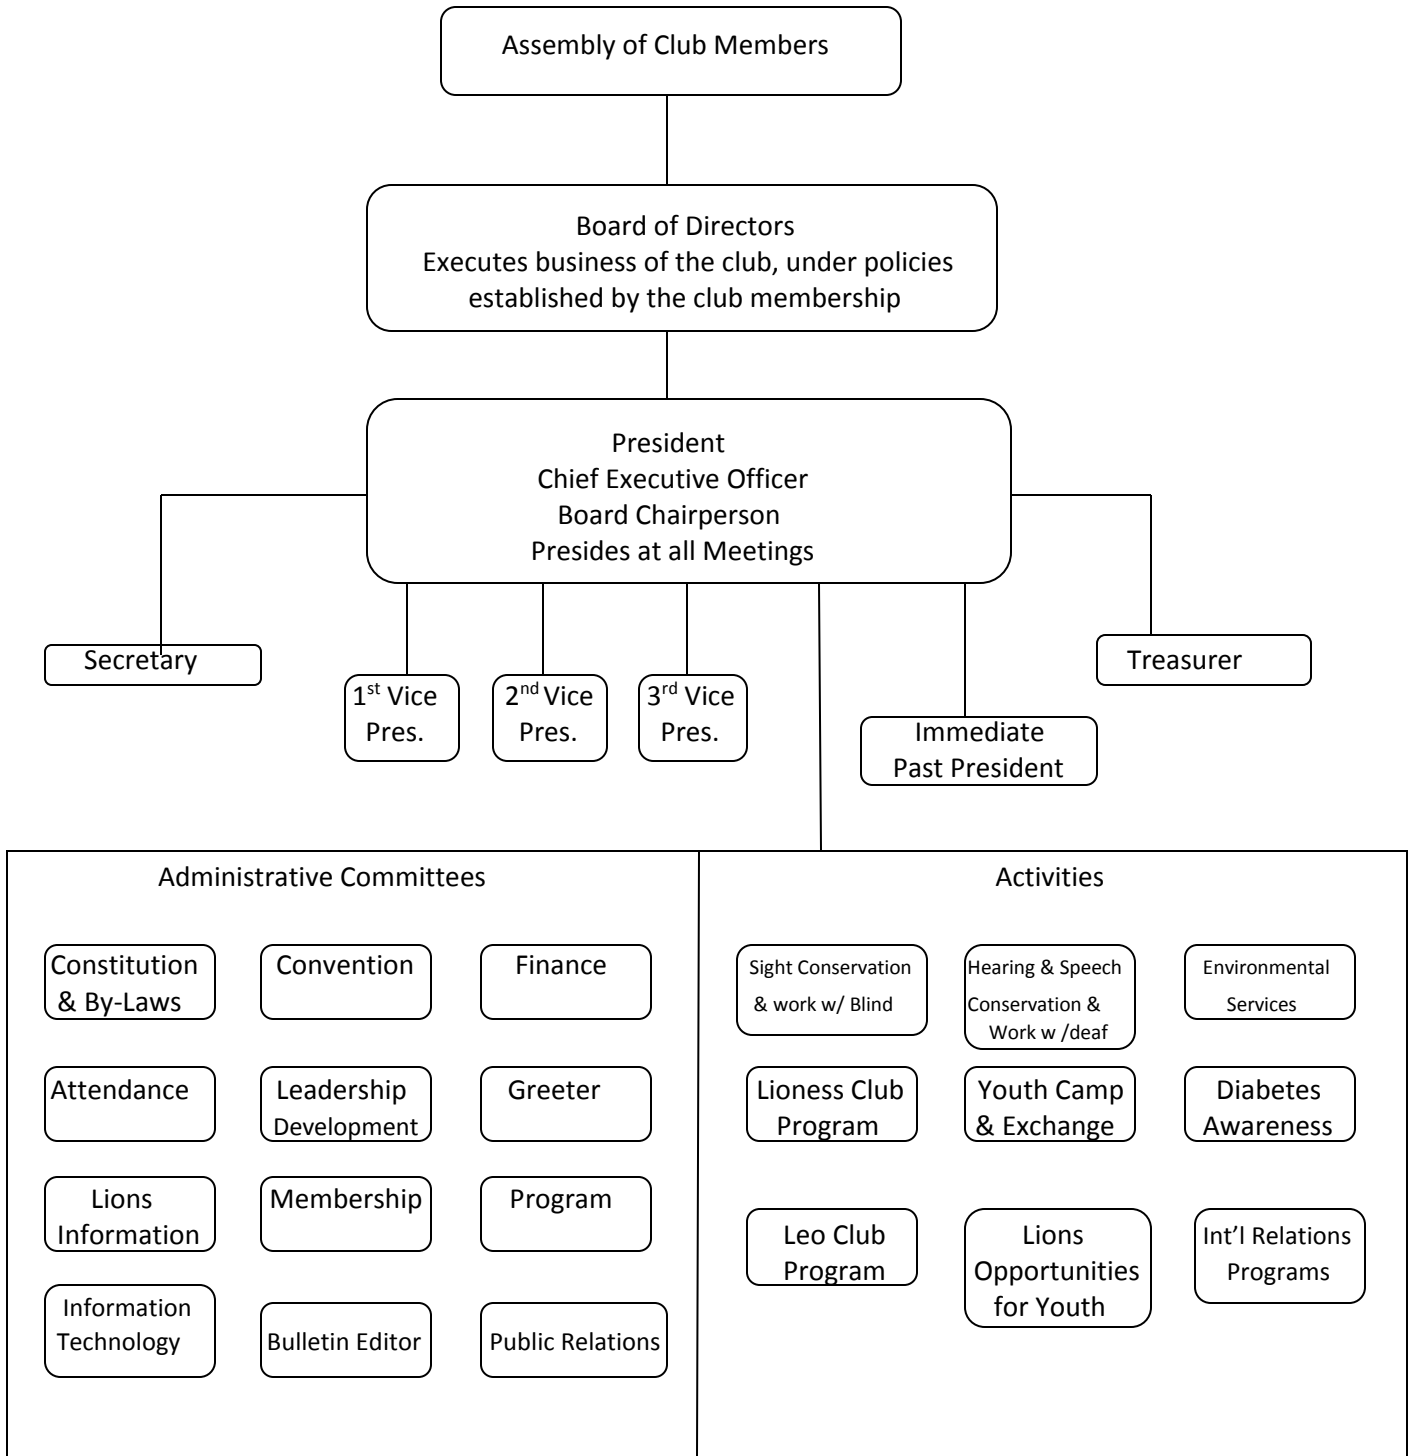 Assembly of Club Members
Board of Directors
Executes business of the club, under policies
established by the club membership
President
Chief Executive Officer
Board Chairperson
Presides at all Meetings
Secretary
1st Vice
Pres.
2nd Vice
Pres.
3rd Vice
Pres.
Immediate
Past President
Treasurer
Administrative Committees
Constitution
& By-Laws
Convention
Finance
Attendance
Leadership
Development
Greeter
Lions
Information
Membership
Program
Information
Technology
Bulletin Editor
Public Relations
Activities
Sight Conservation
& work w/ Blind
Hearing & Speech
Conservation &
Work w /deaf
Environmental
Services
Lioness Club
Program
Youth Camp
& Exchange
Diabetes
Awareness
Leo Club
Program
Lions
Opportunities
for Youth
Int’l Relations
Programs